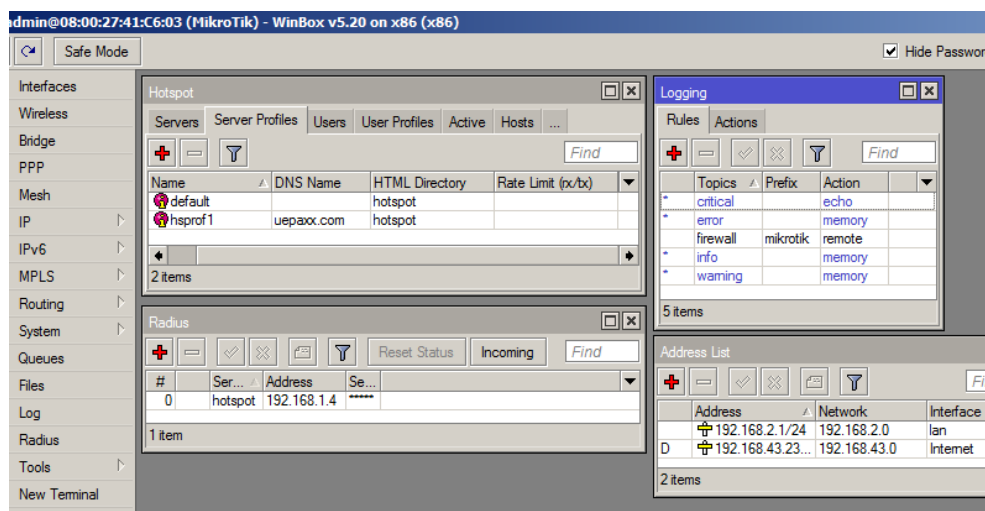 dmin@08:00:27:41:C6:03 (MikroTik) - WinBox v5.20 on x86 (x86)
Safe Mode
Hide Passwor
Interfaces
Wireless
Bridge
PPP
Mesh
IP
IPv6
MPLS
Routing
System
Queues
Files
Log
Radius
Tools
New Terminal
Hotspot
Servers Server Profiles Users User Profiles Active Hosts ...
Find
Name DNS Name HTML Directory Rate Limit (rx/tx)
default hotspot
hsprof1 uepaxx.com hotspot
2 items
Radius
Reset Status Incoming Find
# Ser... Address Se...
0 hotspot 192.168.1.4 *****
1 item
Logging
Rules Actions
Find
Topics Prefix Action
* critical echo
* error memory
firewall mikrotik remote
* info memory
* warning memory
5 items
Address List
Fi
Address Network Interface
192.168.2.1/24 192.168.2.0 lan
D 192.168.43.23... 192.168.43.0 Internet
2 items